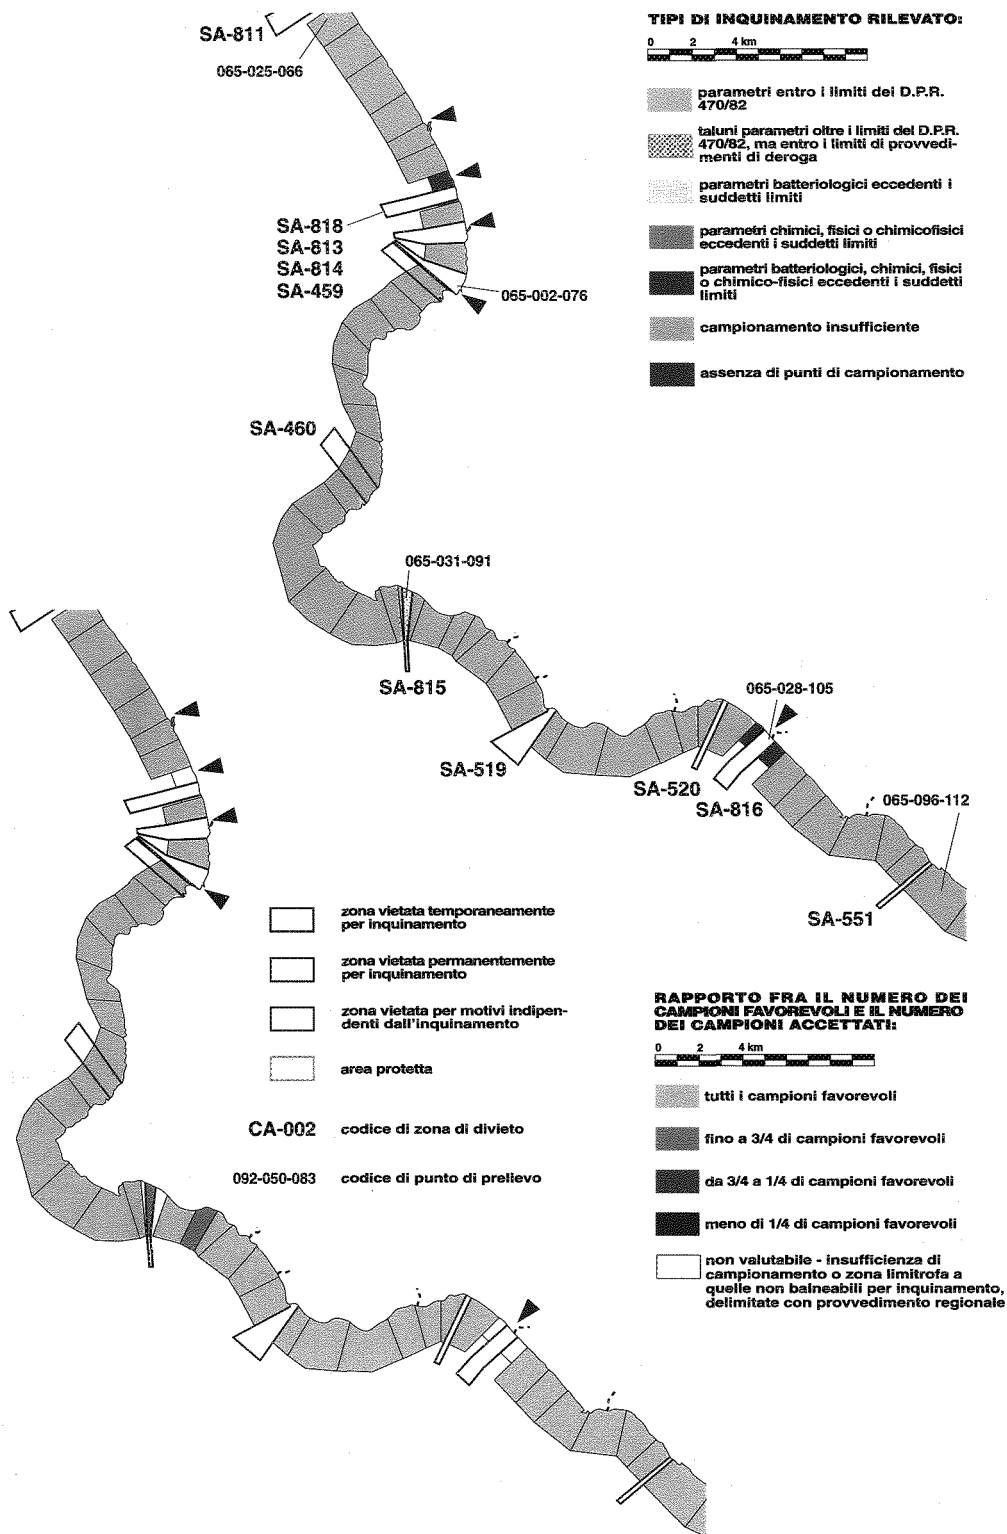 TIPI DI INQUINAMENTO RILEVATO:
0 2 4 km
parametri entro i limiti del D.P.R.
470/82
taluni parametri oltre i limiti del D.P.R.
470/82, ma entro i limiti di provvedi-
menti di deroga
parametri batteriologici eccedenti i
suddetti limiti
parametri chimici, fisici o chimicofisici
eccedenti i suddetti limiti
parametri batteriologici, chimici, fisici
o chimico-fisici eccedenti i suddetti
limiti
campionamento insufficiente
assenza di punti di campionamento
SA-811
065-025-066
SA-818
SA-813
SA-814
SA-459
065-002-076
SA-460
065-031-091
SA-815
065-028-105
SA-519
SA-520
SA-816
065-096-112
SA-551
zona vietata temporaneamente
per inquinamento
zona vietata permanentemente
per inquinamento
zona vietata per motivi indipen-
denti dall'inquinamento
area protetta
CA-002 codice di zona di divieto
092-050-083 codice di punto di prelievo
RAPPORTO FRA IL NUMERO DEI
CAMPIONI FAVOREVOLI E IL NUMERO
DEI CAMPIONI ACCETTATI:
0 2 4 km
tutti i campioni favorevoli
fino a 3/4 di campioni favorevoli
da 3/4 a 1/4 di campioni favorevoli
meno di 1/4 di campioni favorevoli
non valutabile - insufficienza di
campionamento o zona limitrofa a
quelle non balneabili per inquinamento,
delimitate con provvedimento regionale